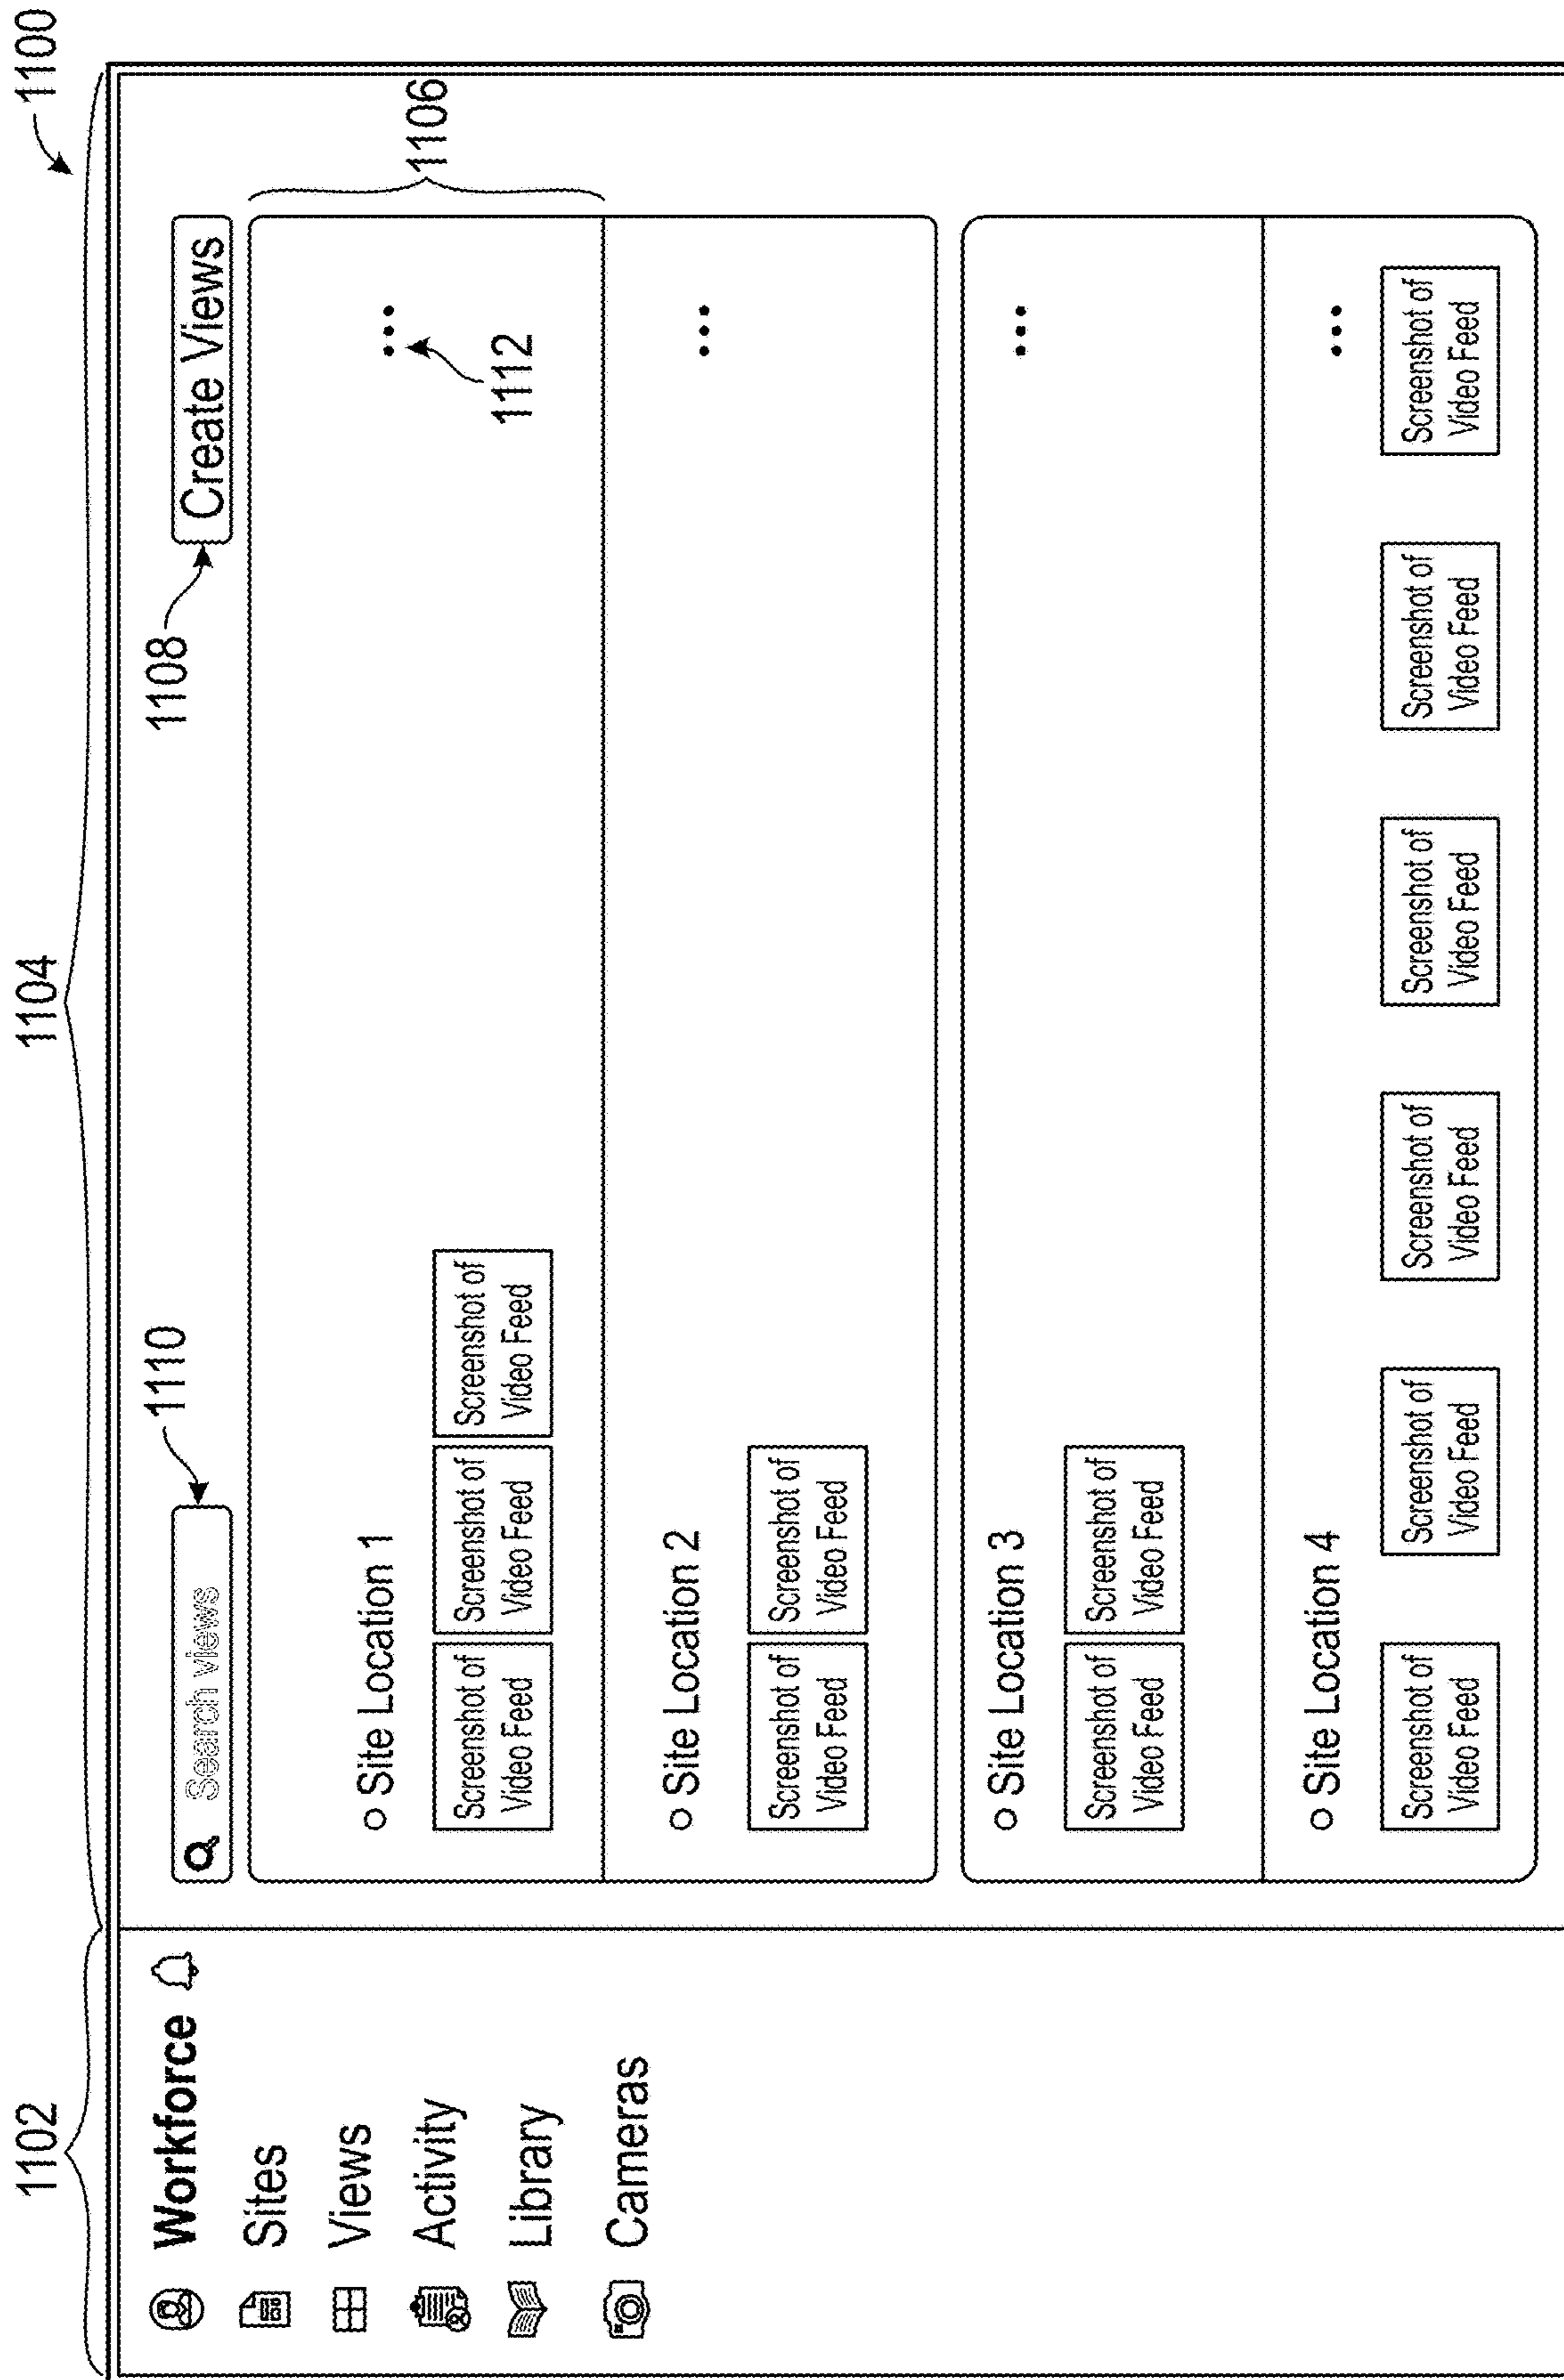 1100
1102
1104
Workforce
Sites
Views
Activity
Library
Cameras
1110
Search views
1108
Create Views
1106
Site Location 1
1112
Screenshot of
Video Feed
Screenshot of
Video Feed
Screenshot of
Video Feed
Site Location 2
Screenshot of
Video Feed
Screenshot of
Video Feed
Site Location 3
Screenshot of
Video Feed
Screenshot of
Video Feed
Site Location 4
Screenshot of
Video Feed
Screenshot of
Video Feed
Screenshot of
Video Feed
Screenshot of
Video Feed
Screenshot of
Video Feed
Screenshot of
Video Feed